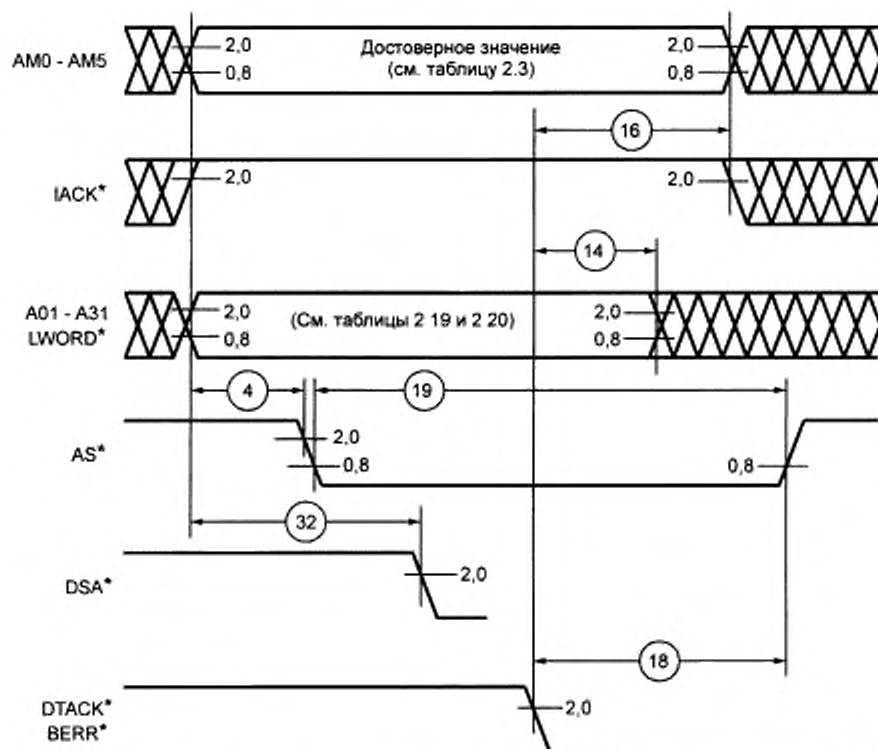 AM0 - AM5
2,0
0,8
Достоверное значение
(см. таблицу 2.3)
2,0
0,8
16
IACK*
2,0
2,0
14
A01 - A31
LWORD*
2,0
0,8
(См. таблицы 2 19 и 2 20)
2,0
0,8
4
19
AS*
2,0
0,8
0,8
32
DSA*
2,0
18
DTACK*
BERR*
2,0